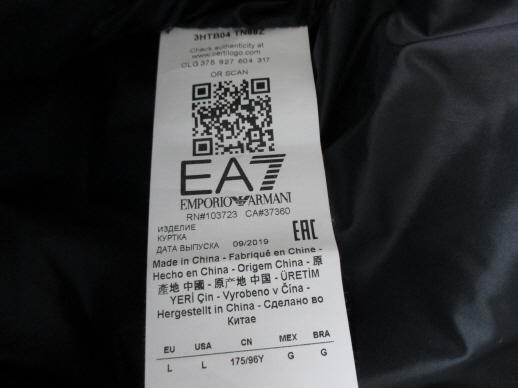 3HTB04 TN08Z
Check authenticity at
www.certilogo.com
CLG 375 927 604 317
OR SCAN
EA7
EMPORIO ARMANI
RN#103723 CA#37360
ИЗДЕЛИЕ
КУРТКА
ДАТА ВЫПУСКА 09/2019
EAC
Made in China - Fabriqué en Chine -
Hecho en China - Origem China - 原
產地 中國 - 原产地 中国 - ÜRETİM
YERİ Çin - Vyrobeno v Čína -
Hergestellt in China - Сделано во
Китае
EU USA CN MEX BRA
L L 175/96Y G G